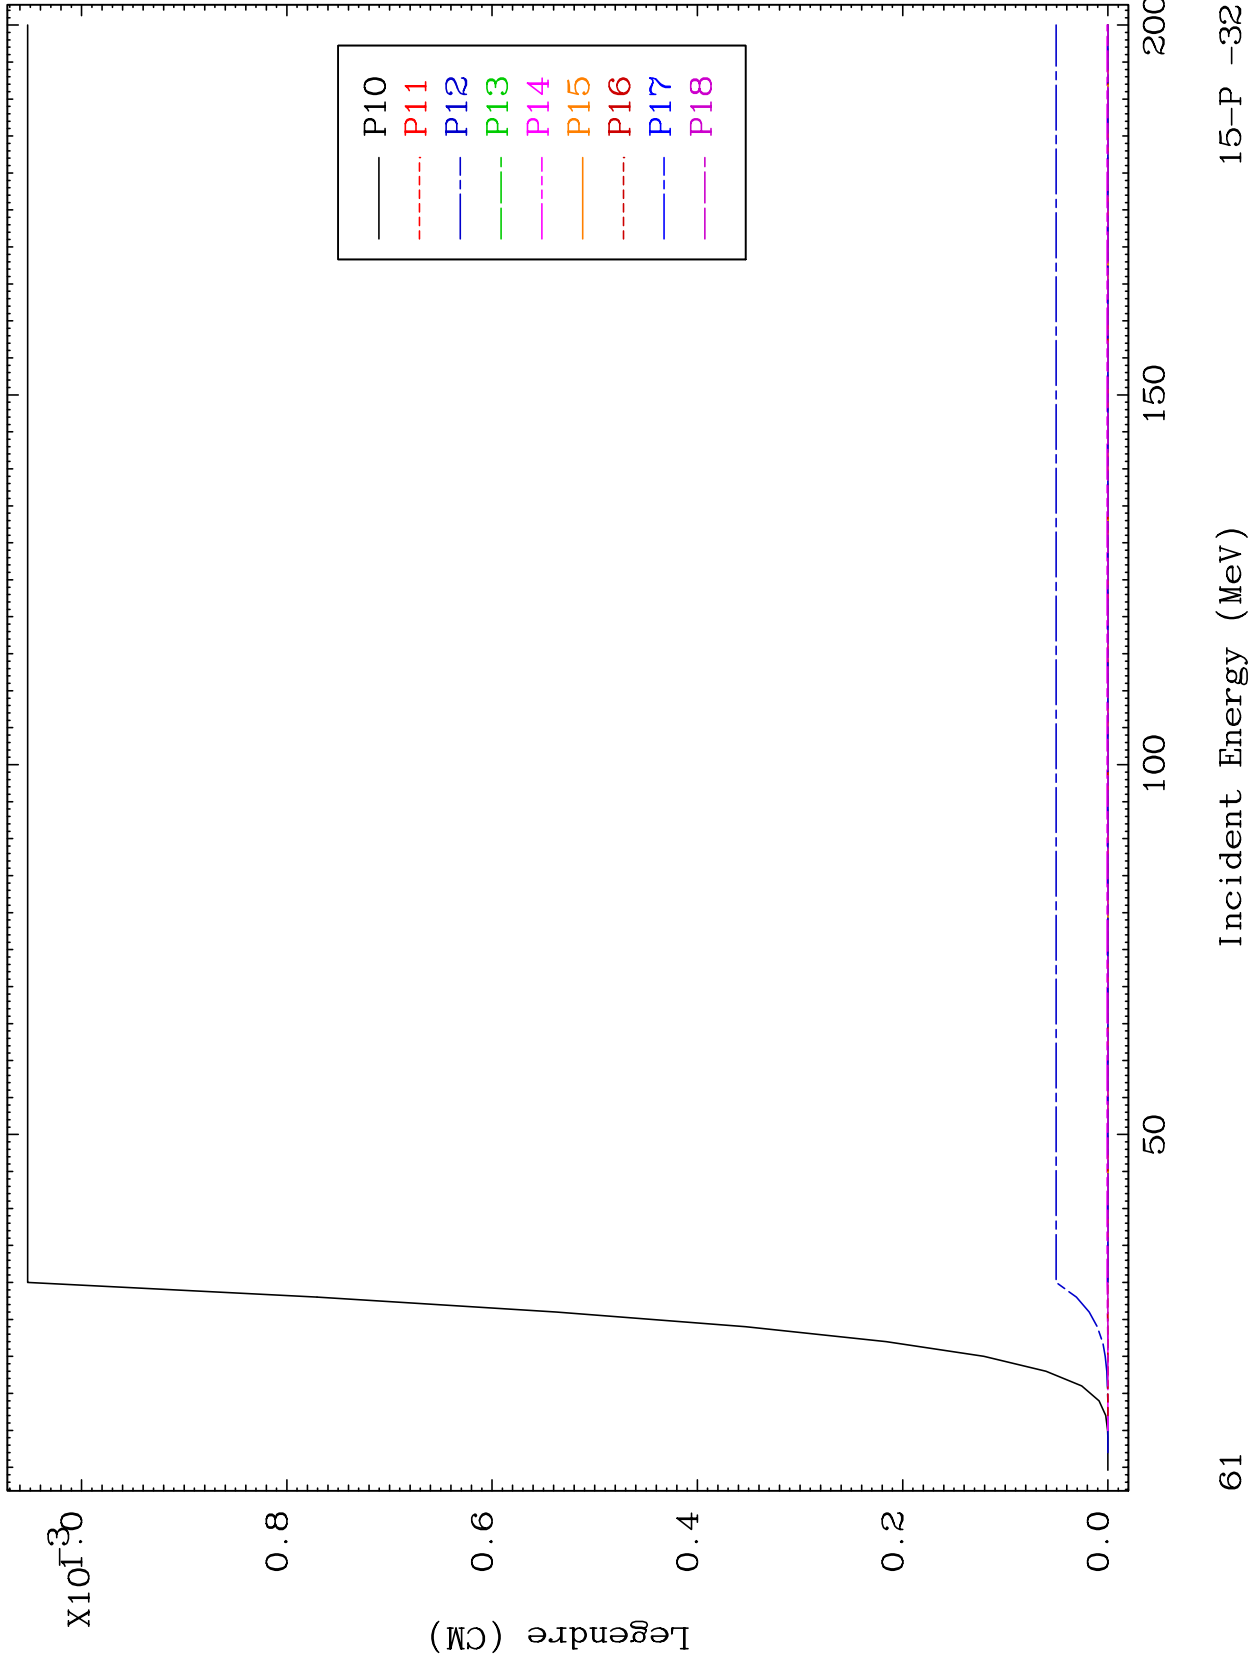 X10-3
1.0
0.8
0.6
0.4
0.2
0.0
Legendre (CM)
P10
P11
P12
P13
P14
P15
P16
P17
P18
50
100
150
200
Incident Energy (MeV)
61
15-P -32